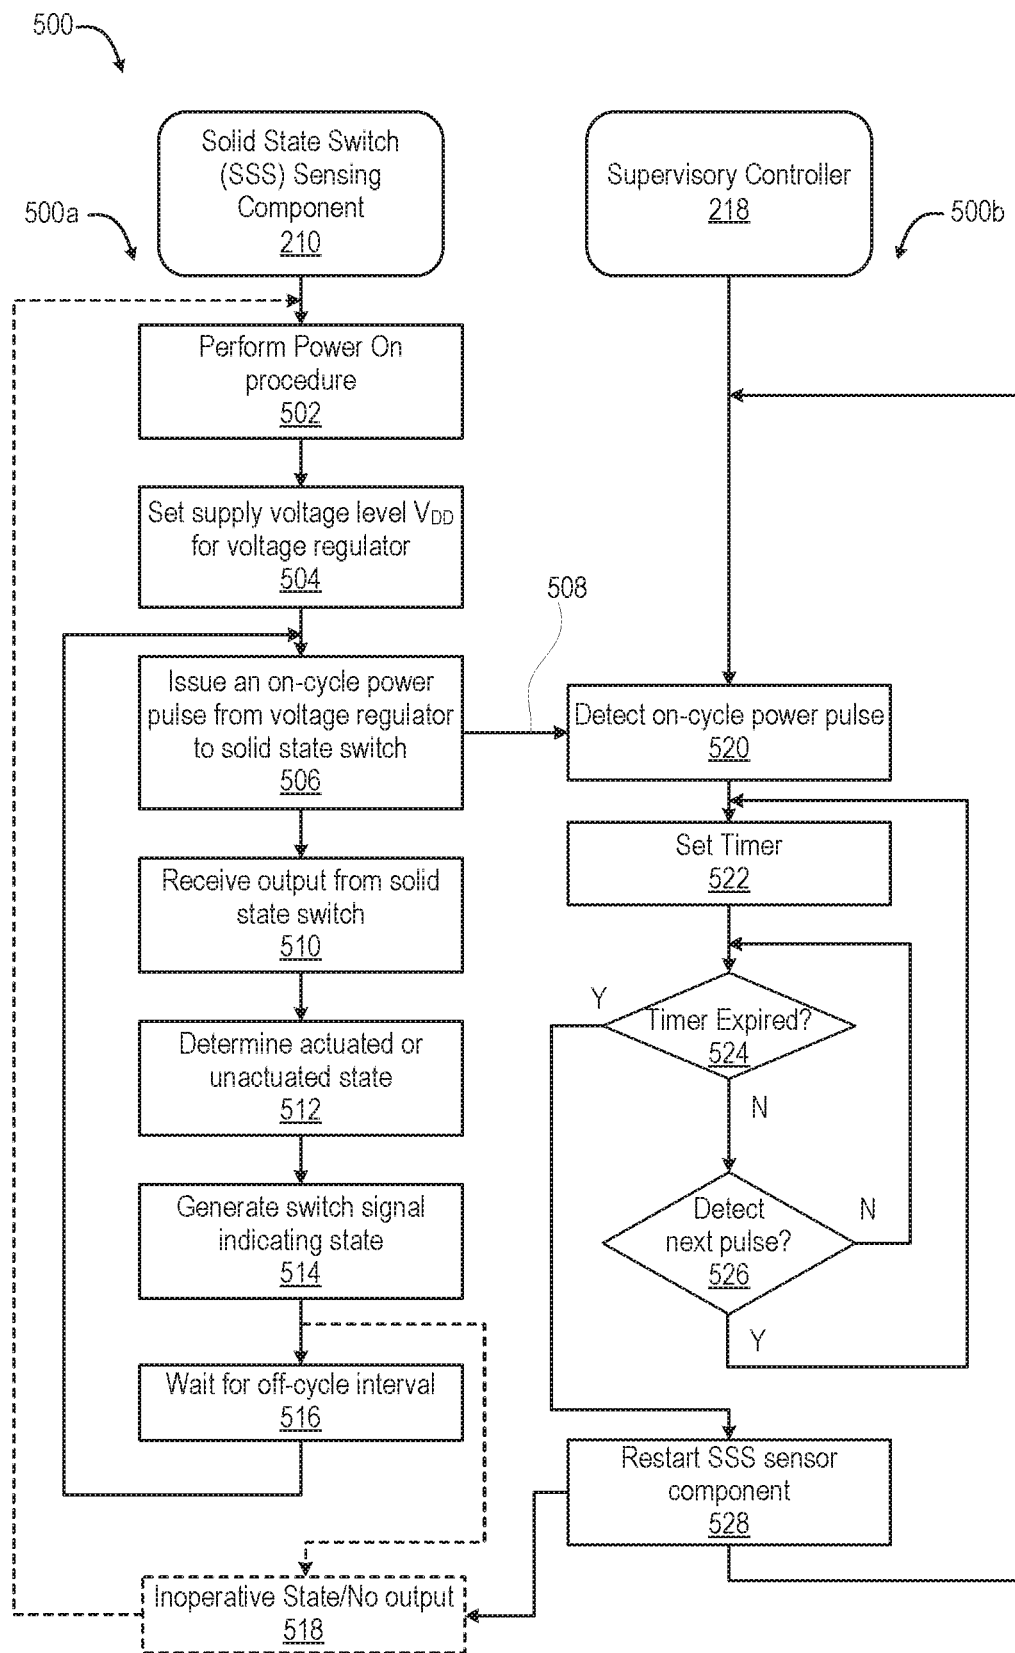 500
Solid State Switch
(SSS) Sensing
Component
210
500a
Supervisory Controller
218
500b
Perform Power On
procedure
502
Set supply voltage level VDD
for voltage regulator
504
508
Issue an on-cycle power
pulse from voltage regulator
to solid state switch
506
Detect on-cycle power pulse
520
Set Timer
522
Receive output from solid
state switch
510
Y
Timer Expired?
524
N
Determine actuated or
unactuated state
512
Detect
next pulse?
526
N
Y
Generate switch signal
indicating state
514
Wait for off-cycle interval
516
Restart SSS sensor
component
528
Inoperative State/No output
518